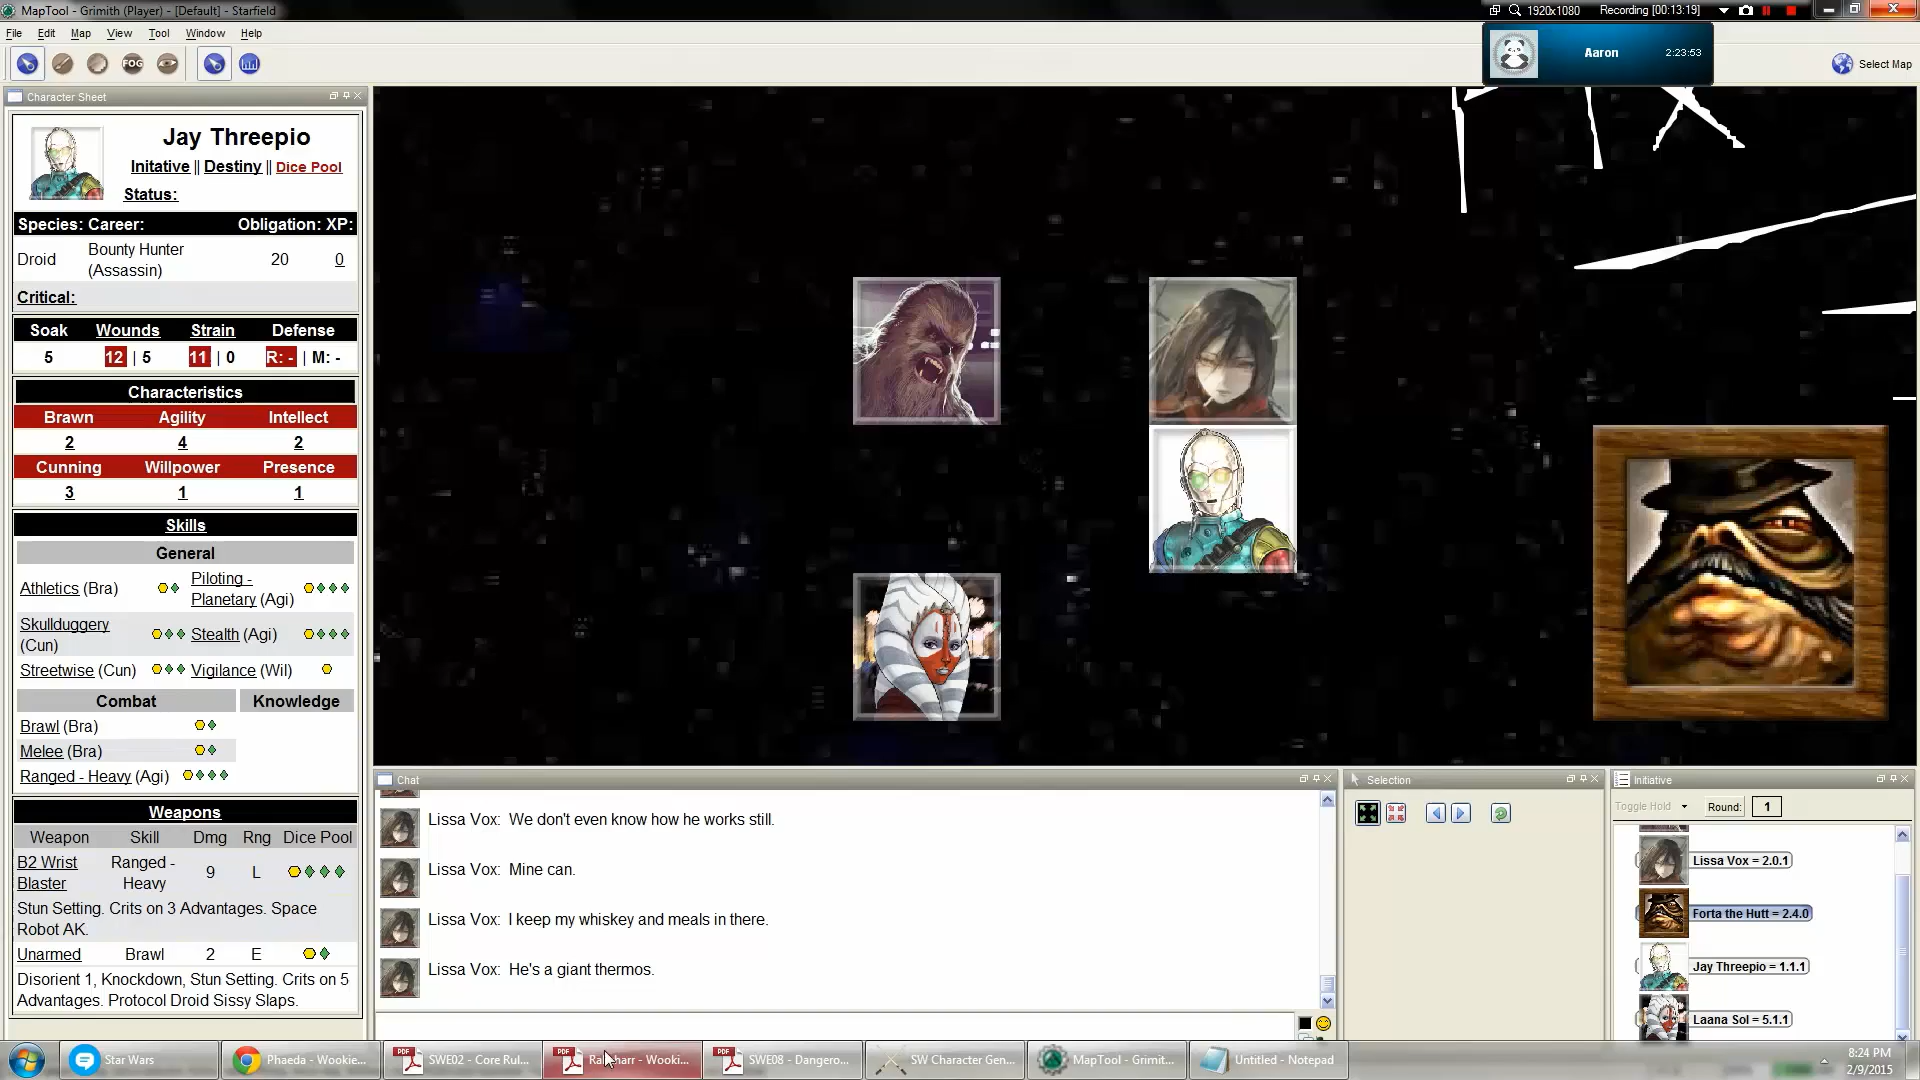 MapTool - Grimith (Player) - [Default] - Starfield
1920x1080
Recording [00:13:19]
File Edit Map View Tool Window Help
FOG
Aaron
2:23:53
Select Map
Character Sheet
Jay Threepio
Initative || Destiny || Dice Pool
Status:
Species: Career: Obligation: XP:
Droid Bounty Hunter (Assassin) 20 0
Critical:
Soak Wounds Strain Defense
5 12 | 5 11 | 0 R: - | M: -
Characteristics
Brawn Agility Intellect
2 4 2
Cunning Willpower Presence
3 1 1
Skills
General
Athletics (Bra) Piloting - Planetary (Agi)
Skullduggery (Cun) Stealth (Agi)
Streetwise (Cun) Vigilance (Wil)
Combat Knowledge
Brawl (Bra)
Melee (Bra)
Ranged - Heavy (Agi)
Weapons
Weapon Skill Dmg Rng Dice Pool
B2 Wrist Blaster Ranged - Heavy 9 L
Stun Setting. Crits on 3 Advantages. Space
Robot AK.
Unarmed Brawl 2 E
Disorient 1, Knockdown, Stun Setting. Crits on 5
Advantages. Protocol Droid Sissy Slaps.
Chat
Lissa Vox: We don't even know how he works still.
Lissa Vox: Mine can.
Lissa Vox: I keep my whiskey and meals in there.
Lissa Vox: He's a giant thermos.
Selection
Initiative
Toggle Hold Round: 1
Lissa Vox = 2.0.1
Forta the Hutt = 2.4.0
Jay Threepio = 1.1.1
Laana Sol = 5.1.1
Star Wars
Phaeda - Wookie...
SWE02 - Core Rul...
- Wooki...
SWE08 - Dangero...
SW Character Gen...
MapTool - Grimit...
Untitled - Notepad
8:24 PM
2/9/2015